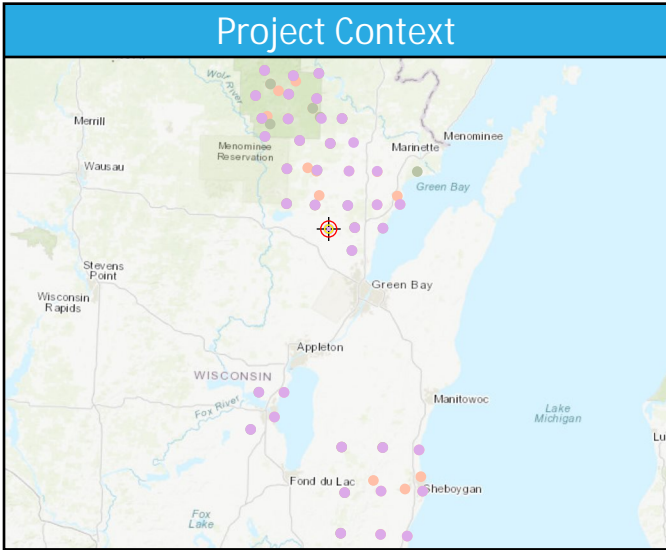 Project Context
Wolf
River
Merrill
Menominee
Marinette
Menominee
Reservation
Wausau
Green Bay
Stevens
Point
Green Bay
Wisconsin
Rapids
Appleton
WISCONSIN
Fox River
Manitowoc
Lake
Michigan
Lu
Fond du Lac
Sheboygan
Fox
Lake